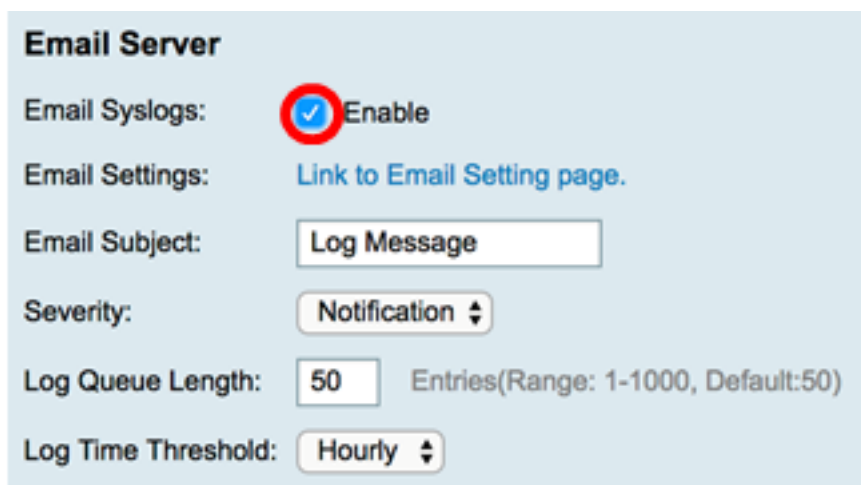 Email Server
Email Syslogs: Enable
Email Settings: Link to Email Setting page.
Email Subject: Log Message
Severity: Notification
Log Queue Length: 50 Entries(Range: 1-1000, Default:50)
Log Time Threshold: Hourly